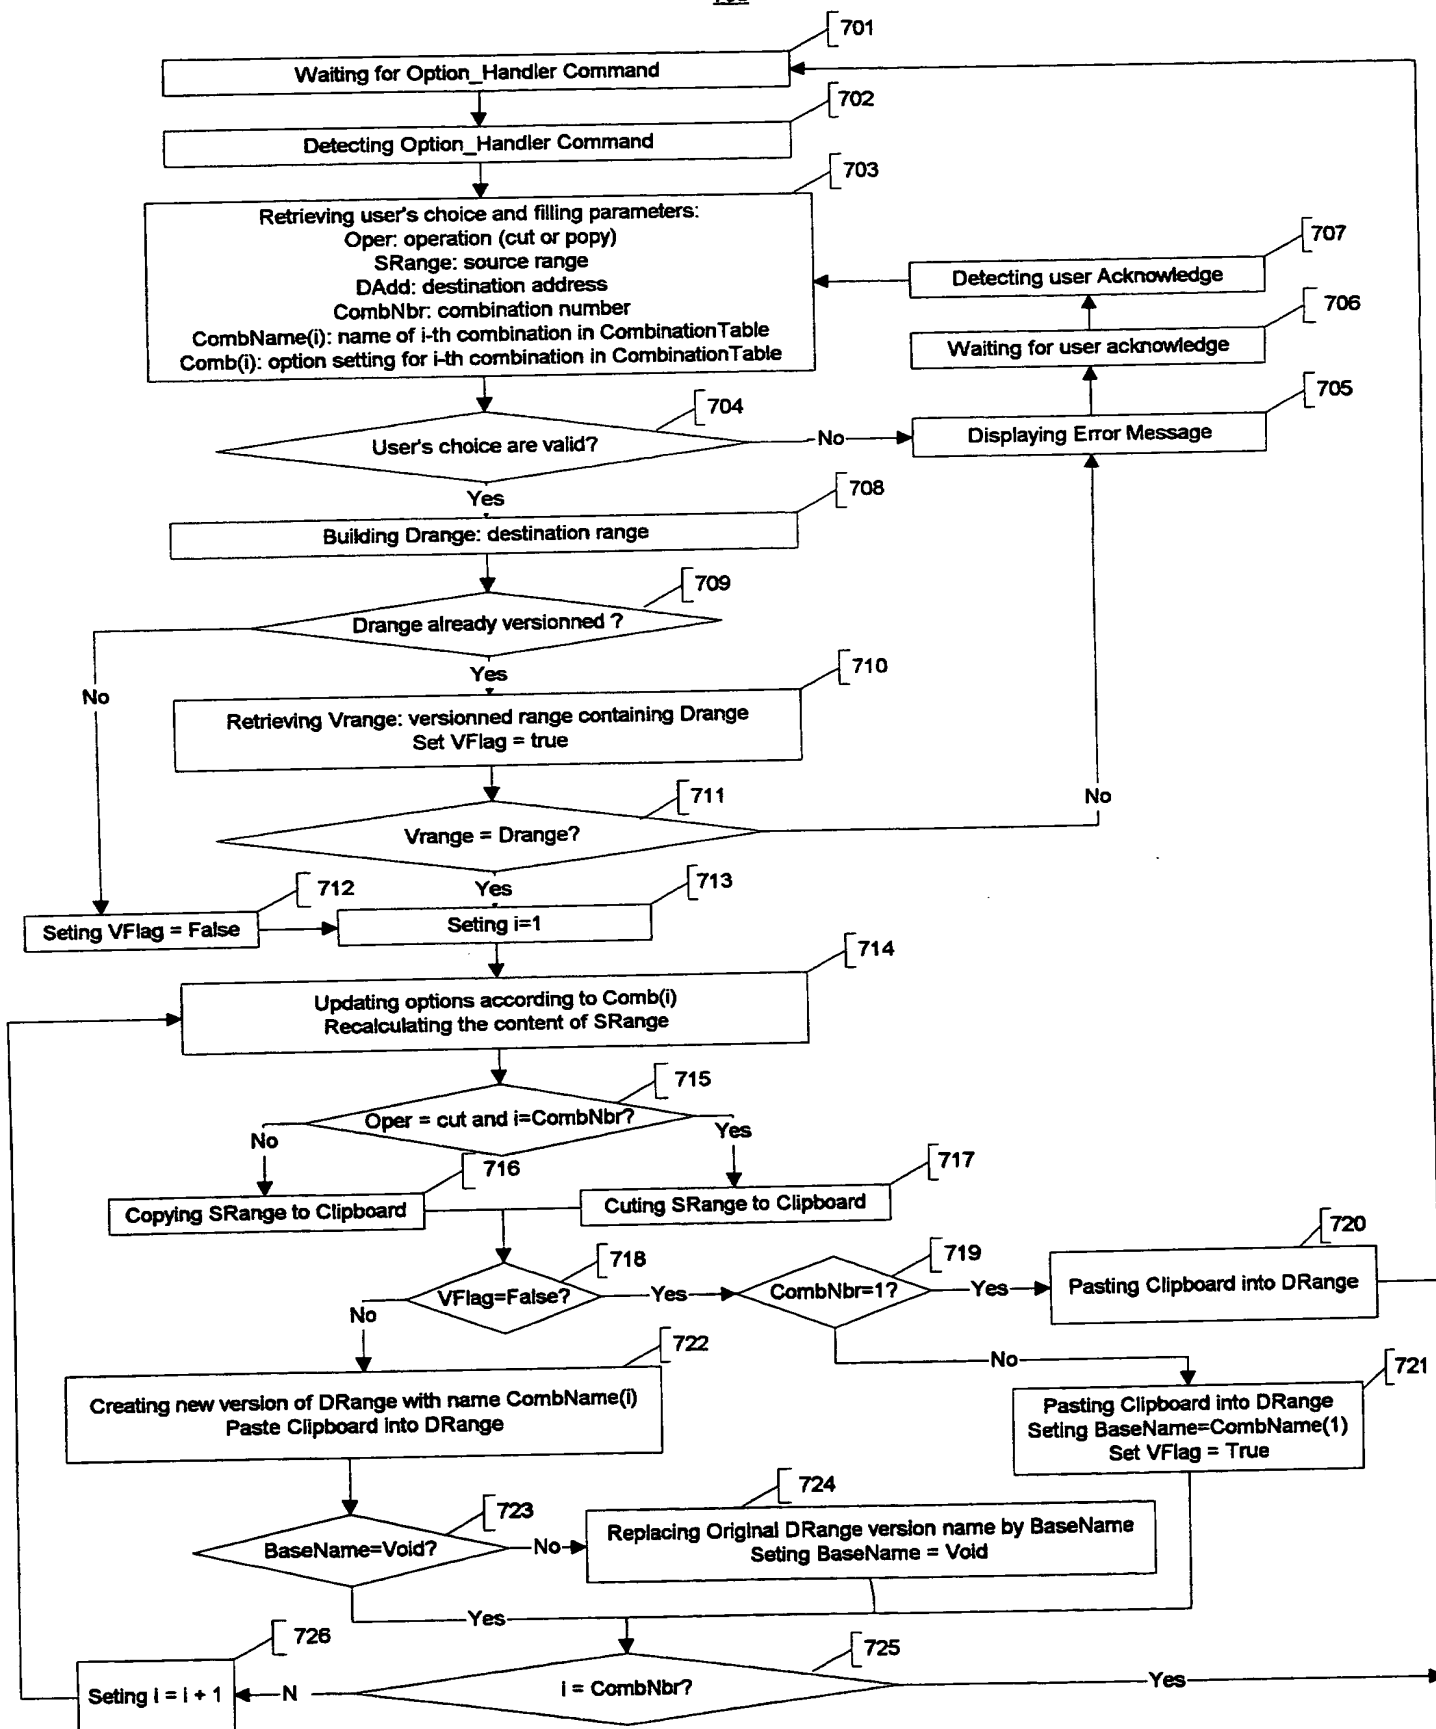 701
Waiting for Option_Handler Command
702
Detecting Option_Handler Command
703
Retrieving user's choice and filling parameters:
Oper: operation (cut or popy)
SRange: source range
DAdd: destination address
CombNbr: combination number
CombName(i): name of i-th combination in CombinationTable
Comb(i): option setting for i-th combination in CombinationTable
707
Detecting user Acknowledge
706
Waiting for user acknowledge
705
Displaying Error Message
704
User's choice are valid?
No
Yes
708
Building Drange: destination range
709
Drange already versionned ?
No
Yes
710
Retrieving Vrange: versionned range containing Drange
Set VFlag = true
711
Vrange = Drange?
No
Yes
712
Seting VFlag = False
713
Seting i=1
714
Updating options according to Comb(i)
Recalculating the content of SRange
715
Oper = cut and i=CombNbr?
No
Yes
716
Copying SRange to Clipboard
717
Cuting SRange to Clipboard
718
VFlag=False?
Yes
No
719
CombNbr=1?
Yes
No
720
Pasting Clipboard into DRange
721
Pasting Clipboard into DRange
Seting BaseName=CombName(1)
Set VFlag = True
722
Creating new version of DRange with name CombName(i)
Paste Clipboard into DRange
723
BaseName=Void?
No
Yes
724
Replacing Original DRange version name by BaseName
Seting BaseName = Void
725
i = CombNbr?
Yes
N
726
Seting i = i + 1